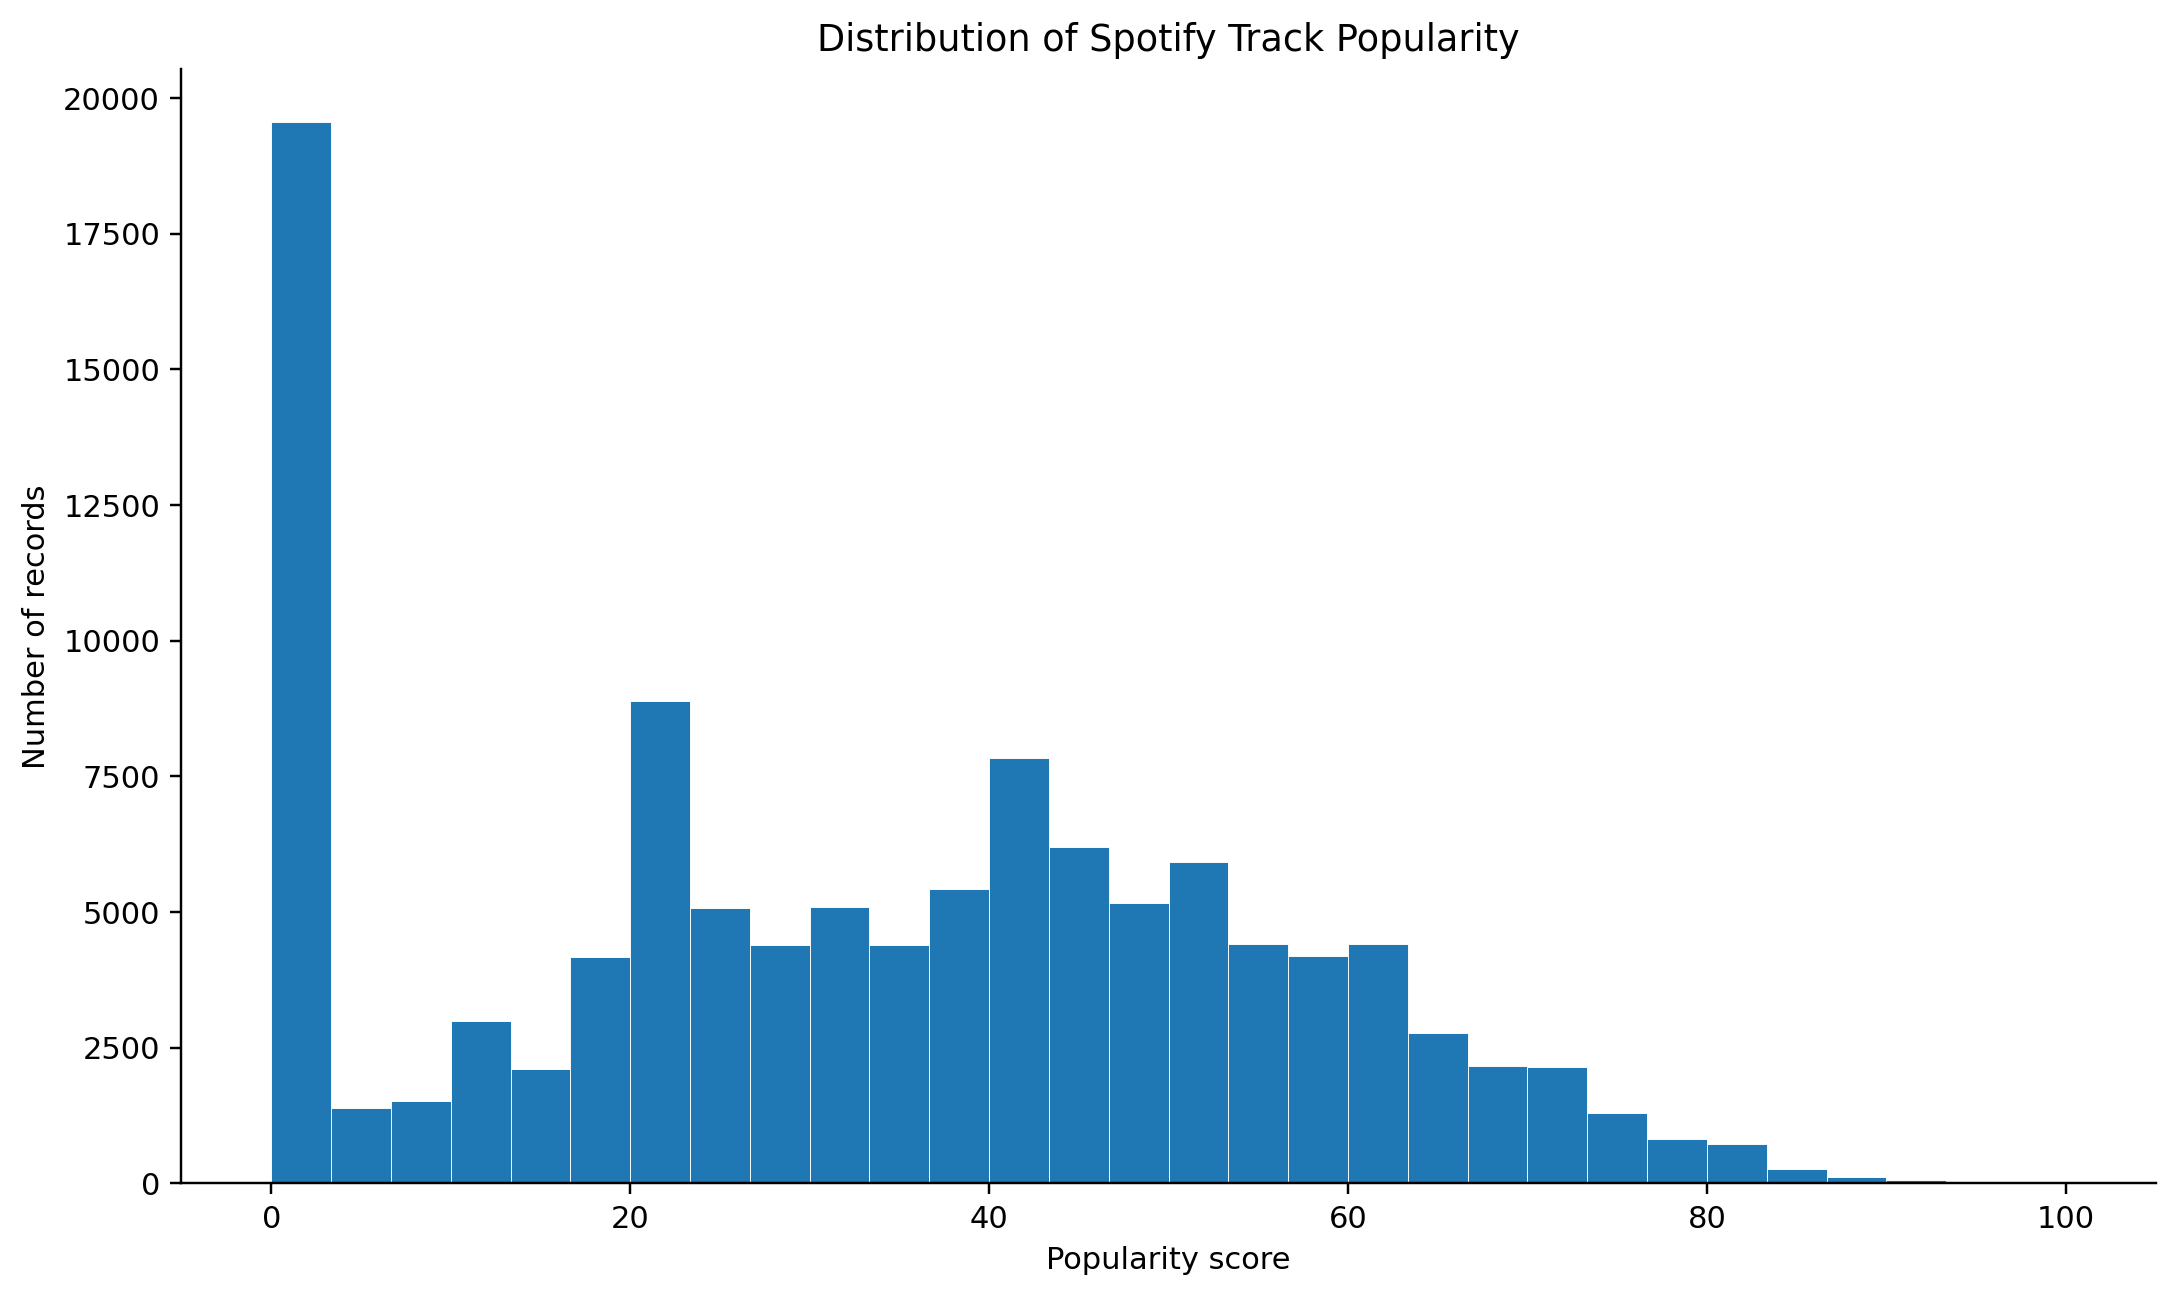 Distribution of Spotify Track Popularity
20000
17500
15000
12500
10000
7500
5000
2500
0
Number of records
0 20 40 60 80 100
Popularity score